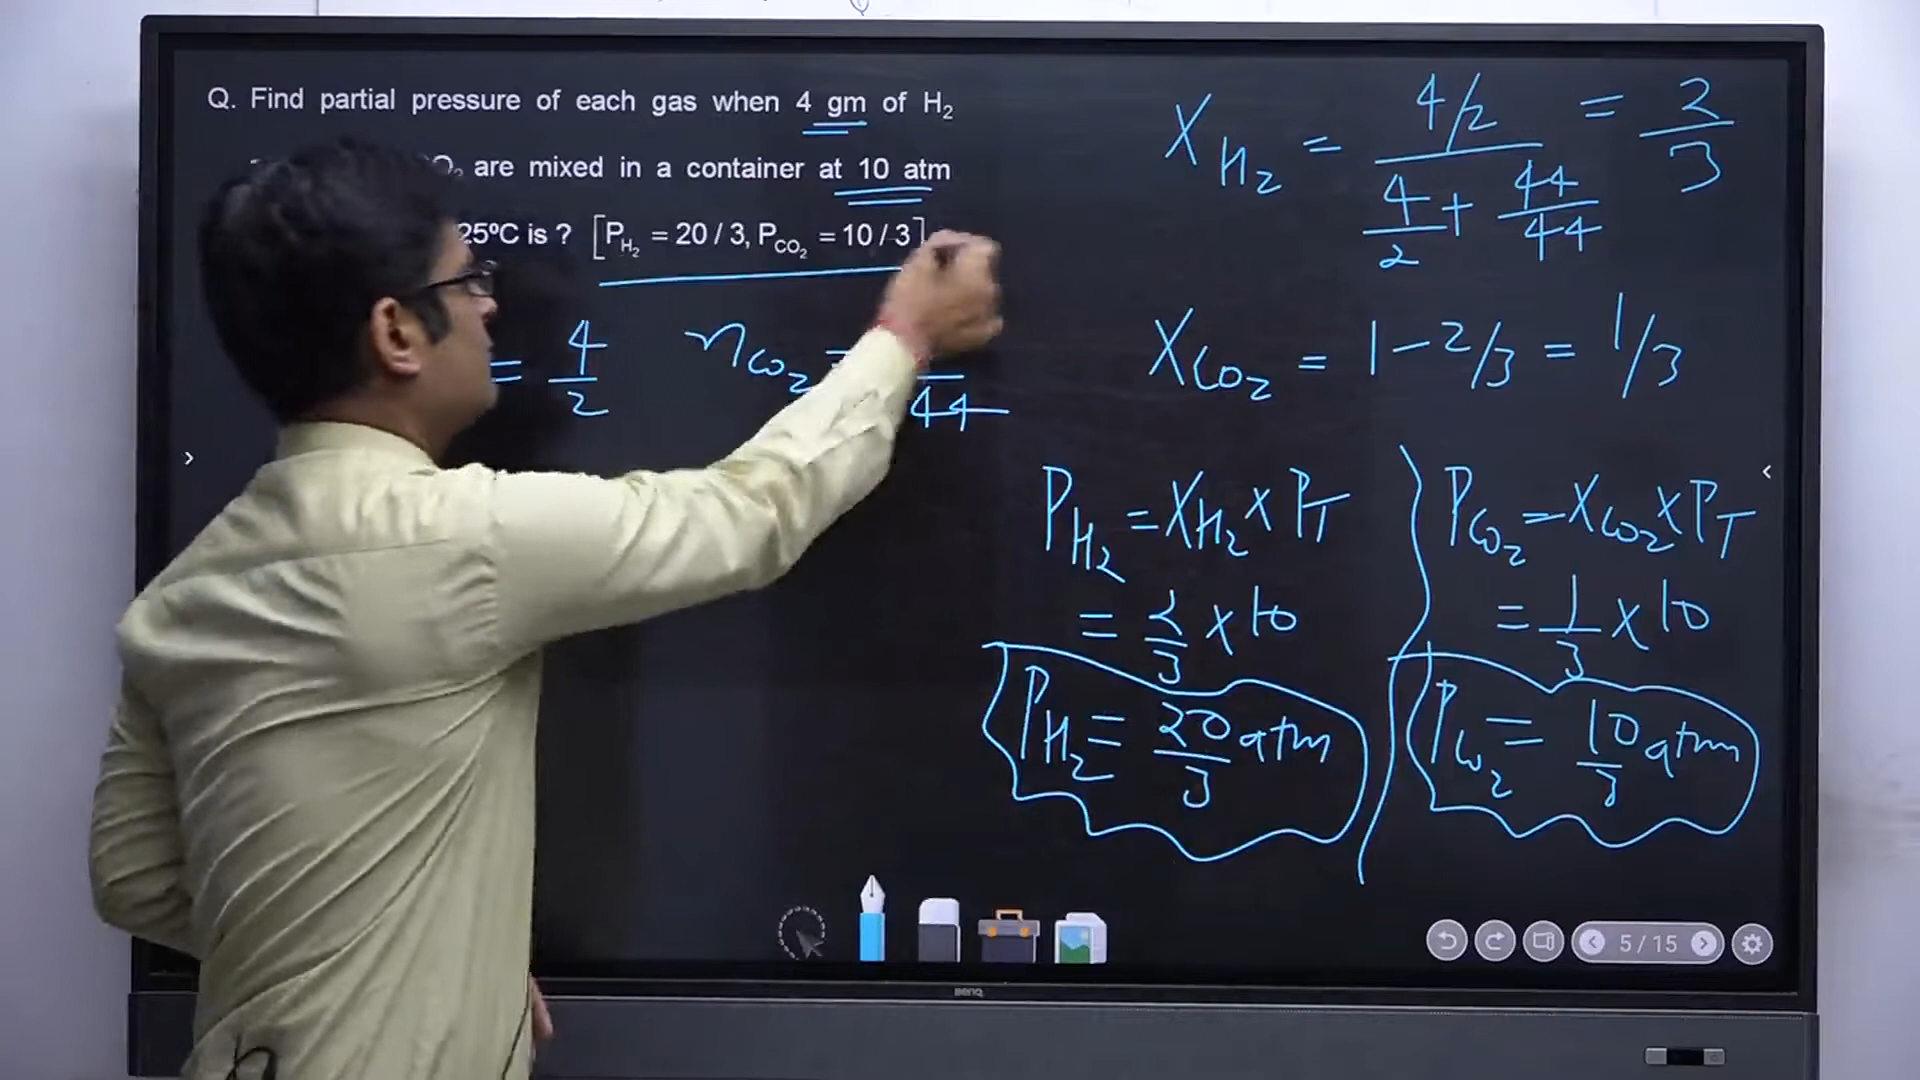 Q. Find partial pressure of each gas when 4 gm of H₂
are mixed in a container at 10 atm
25ºC is ? [P_H₂ = 20 / 3, P_CO₂ = 10 / 3]
= 4/2
n_CO₂ = /44
X_H₂ = (4/2) / (4/2 + 44/44) = 2/3
X_CO₂ = 1 - 2/3 = 1/3
P_H₂ = X_H₂ x P_T
= 2/3 x 10
P_H₂ = 20/3 atm
P_CO₂ = X_CO₂ x P_T
= 1/3 x 10
P_CO₂ = 10/3 atm
5 / 15
BenQ